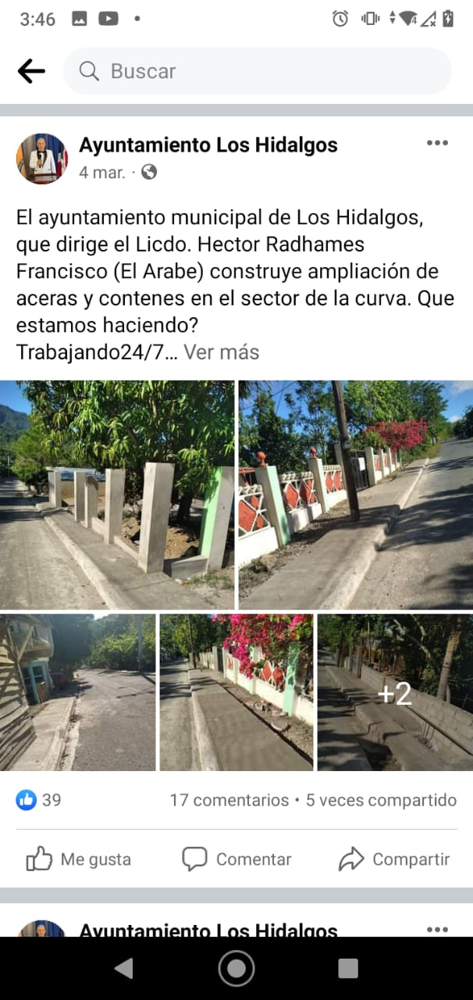 3:46
Buscar
Ayuntamiento Los Hidalgos
4 mar. ·
El ayuntamiento municipal de Los Hidalgos,
que dirige el Licdo. Hector Radhames
Francisco (El Arabe) construye ampliación de
aceras y contenes en el sector de la curva. Que
estamos haciendo?
Trabajando24/7... Ver más
+2
39
17 comentarios • 5 veces compartido
Me gusta
Comentar
Compartir
Ayuntamiento Los Hidalgos